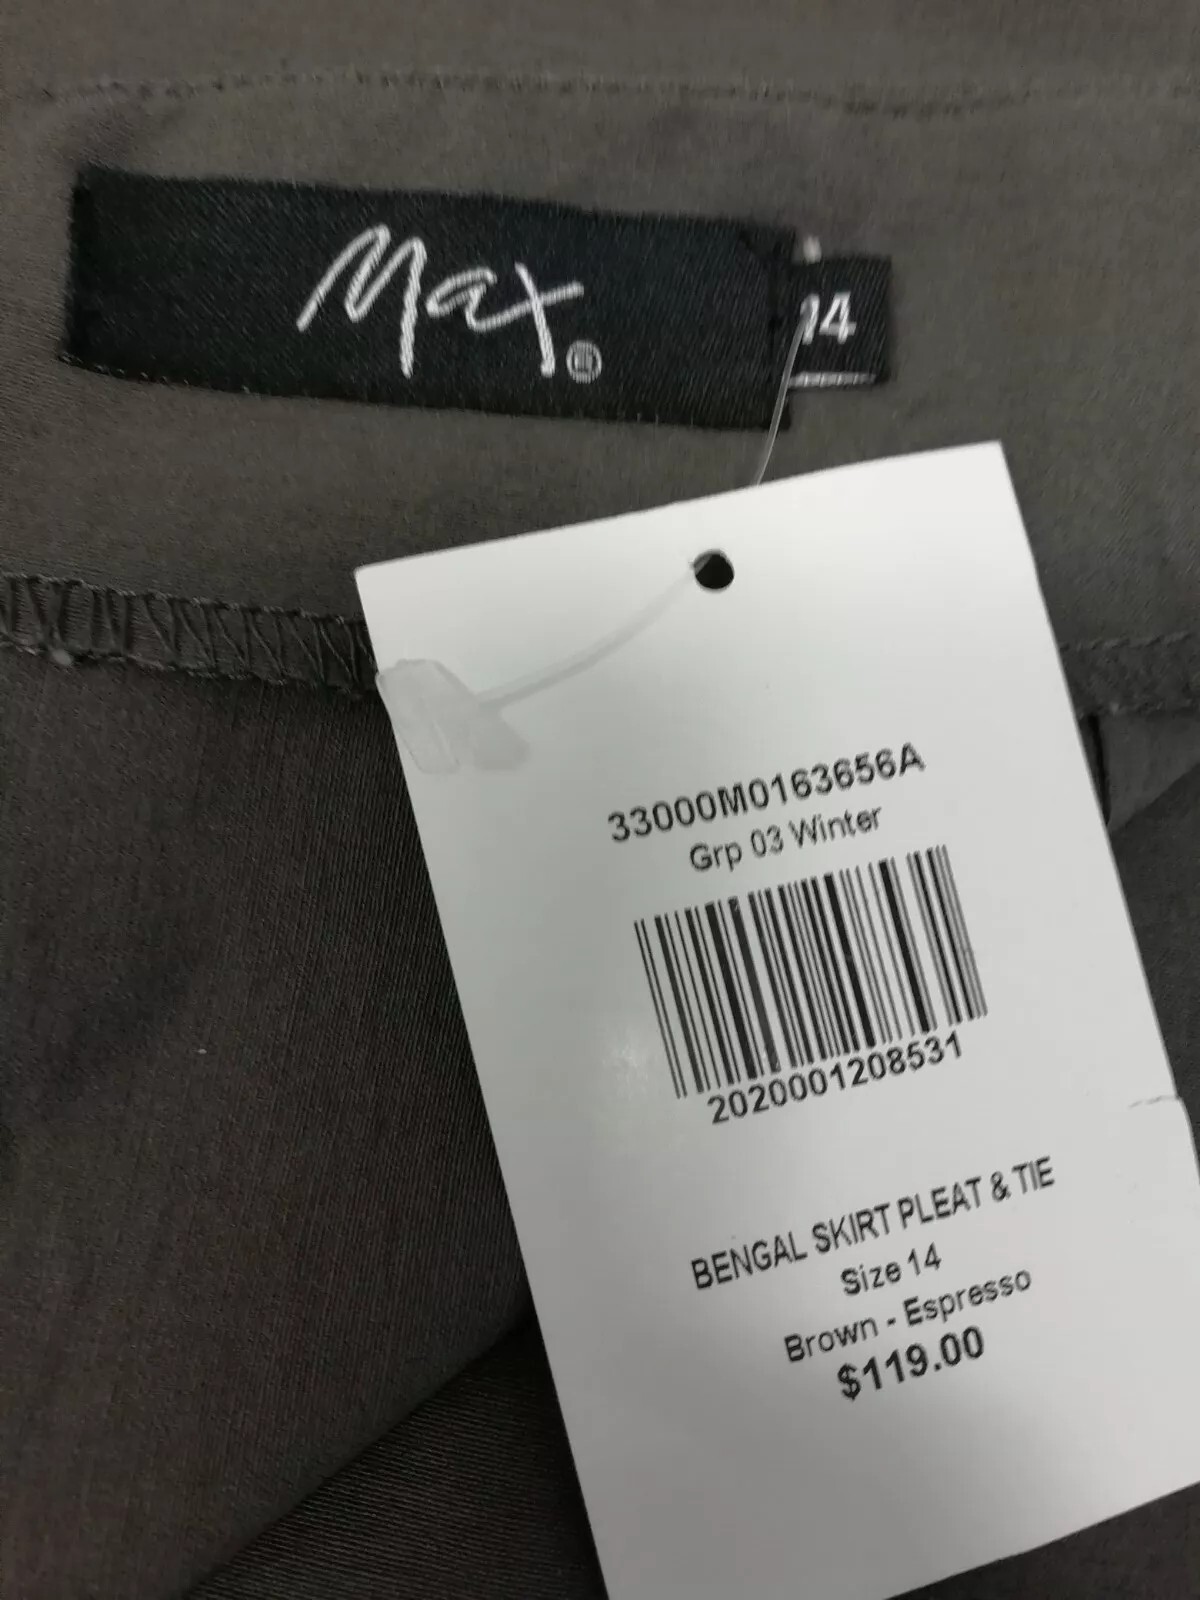 Max®
14
33000M0163656A
Grp 03 Winter
2020001208531
BENGAL SKIRT PLEAT & TIE
Size 14
Brown - Espresso
$119.00